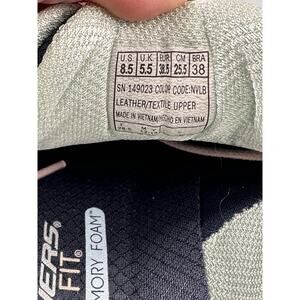 U.S. U.K EUR CM BRA
8.5 5.5 38.5 25.5 38
SN 149023 COLOR CODE:NVLB
LEATHER/TEXTILE UPPER
MADE IN VIETNAM/HECHO EN VIETNAM
FIT
MORY FOAM™